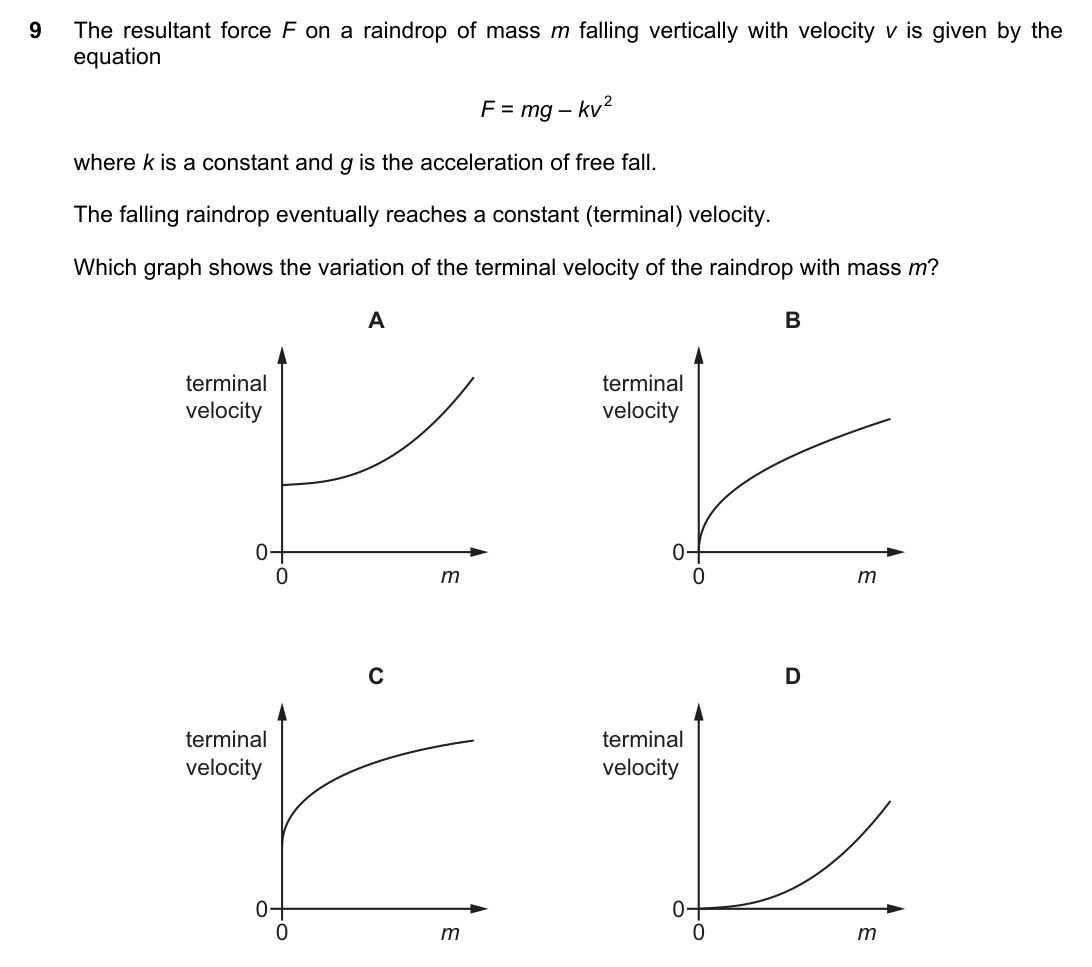 9 The resultant force F on a raindrop of mass m falling vertically with velocity v is given by the
equation
F = mg – kv²
where k is a constant and g is the acceleration of free fall.
The falling raindrop eventually reaches a constant (terminal) velocity.
Which graph shows the variation of the terminal velocity of the raindrop with mass m?
A
terminal
velocity
0
0
m
B
terminal
velocity
0
0
m
C
terminal
velocity
0
0
m
D
terminal
velocity
0
0
m